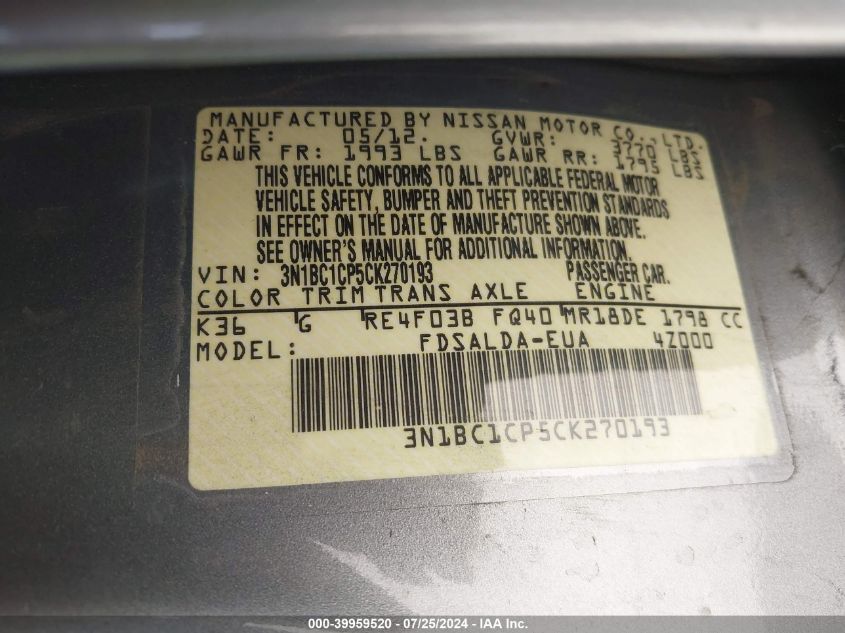 MANUFACTURED BY NISSAN MOTOR CO., LTD.
DATE: 05/12. GVWR: 3770 LBS
GAWR FR: 1993 LBS GAWR RR: 1795 LBS
THIS VEHICLE CONFORMS TO ALL APPLICABLE FEDERAL MOTOR
VEHICLE SAFETY, BUMPER AND THEFT PREVENTION STANDARDS
IN EFFECT ON THE DATE OF MANUFACTURE SHOWN ABOVE.
SEE OWNER'S MANUAL FOR ADDITIONAL INFORMATION.
VIN: 3N1BC1CP5CK270193 PASSENGER CAR.
COLOR TRIM TRANS AXLE ENGINE
K36 G RE4F03B FQ40 MR18DE 1798 CC
MODEL: FDSALDA-EUA 4Z000
3N1BC1CP5CK270193
000-39959520 / 07/25/2024 - IAA Inc.